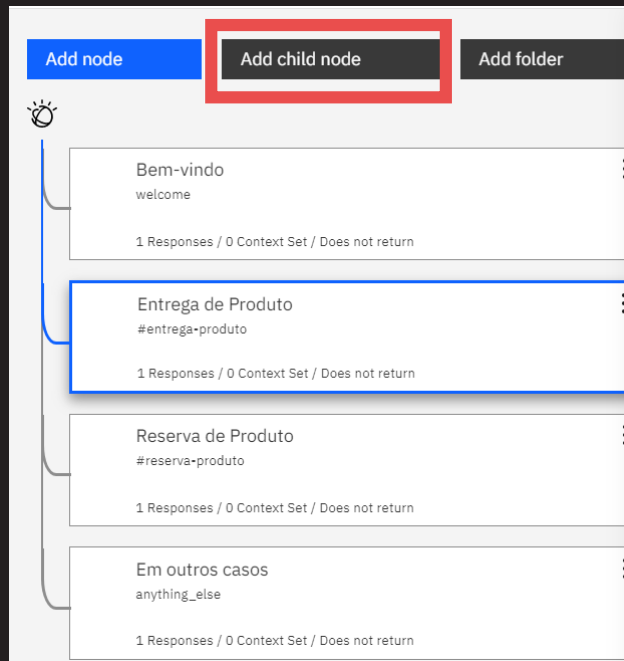 Add node
Add child node
Add folder
Bem-vindo
welcome
1 Responses / 0 Context Set / Does not return
Entrega de Produto
#entrega-produto
1 Responses / 0 Context Set / Does not return
Reserva de Produto
#reserva-produto
1 Responses / 0 Context Set / Does not return
Em outros casos
anything_else
1 Responses / 0 Context Set / Does not return